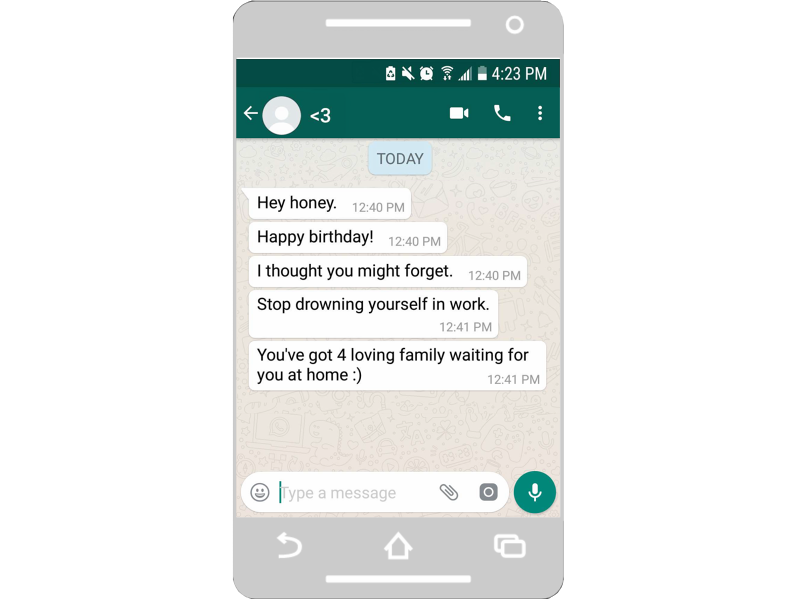 4:23 PM
<3
TODAY
Hey honey. 12:40 PM
Happy birthday! 12:40 PM
I thought you might forget. 12:40 PM
Stop drowning yourself in work.
12:41 PM
You've got 4 loving family waiting for
you at home :) 12:41 PM
Type a message